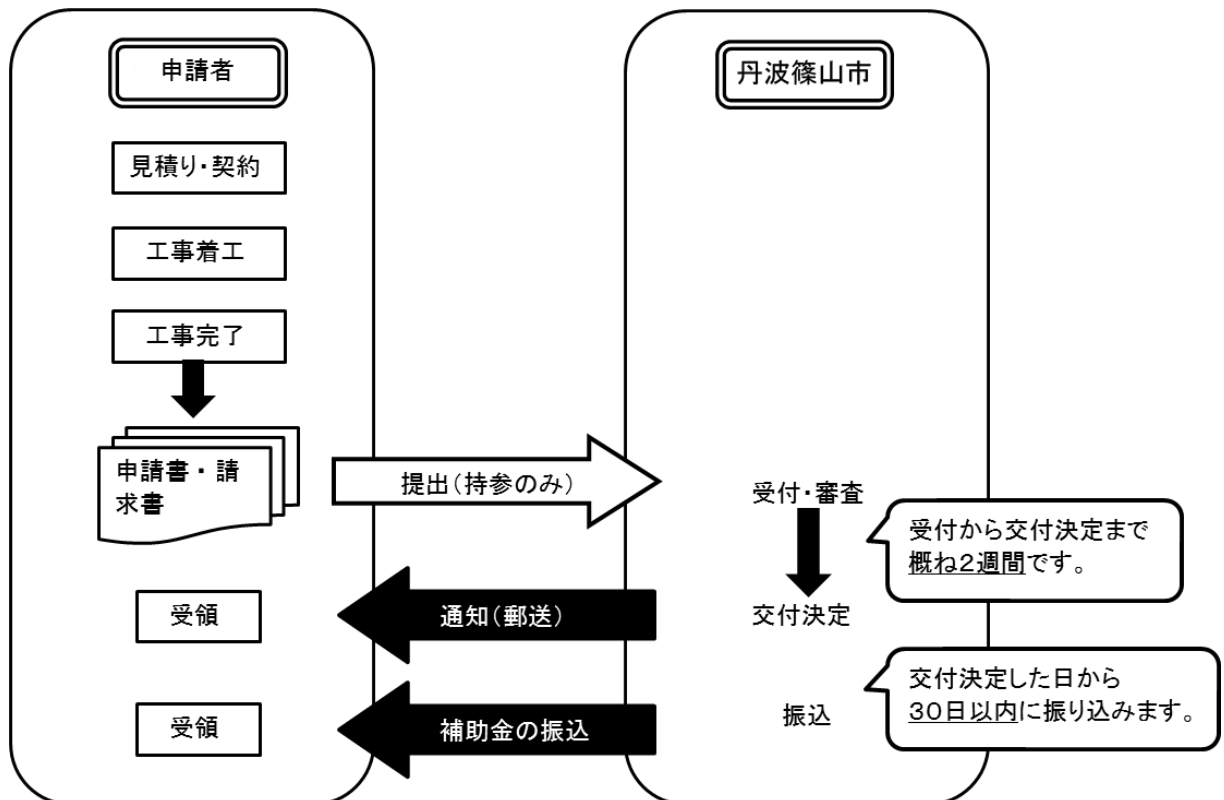 申請者
丹波篠山市
見積り・契約
工事着工
工事完了
申請書・請
求書
提出（持参のみ）
受付・審査
受付から交付決定まで
概ね２週間です。
受領
通知（郵送）
交付決定
交付決定した日から
３０日以内に振り込みます。
受領
補助金の振込
振込